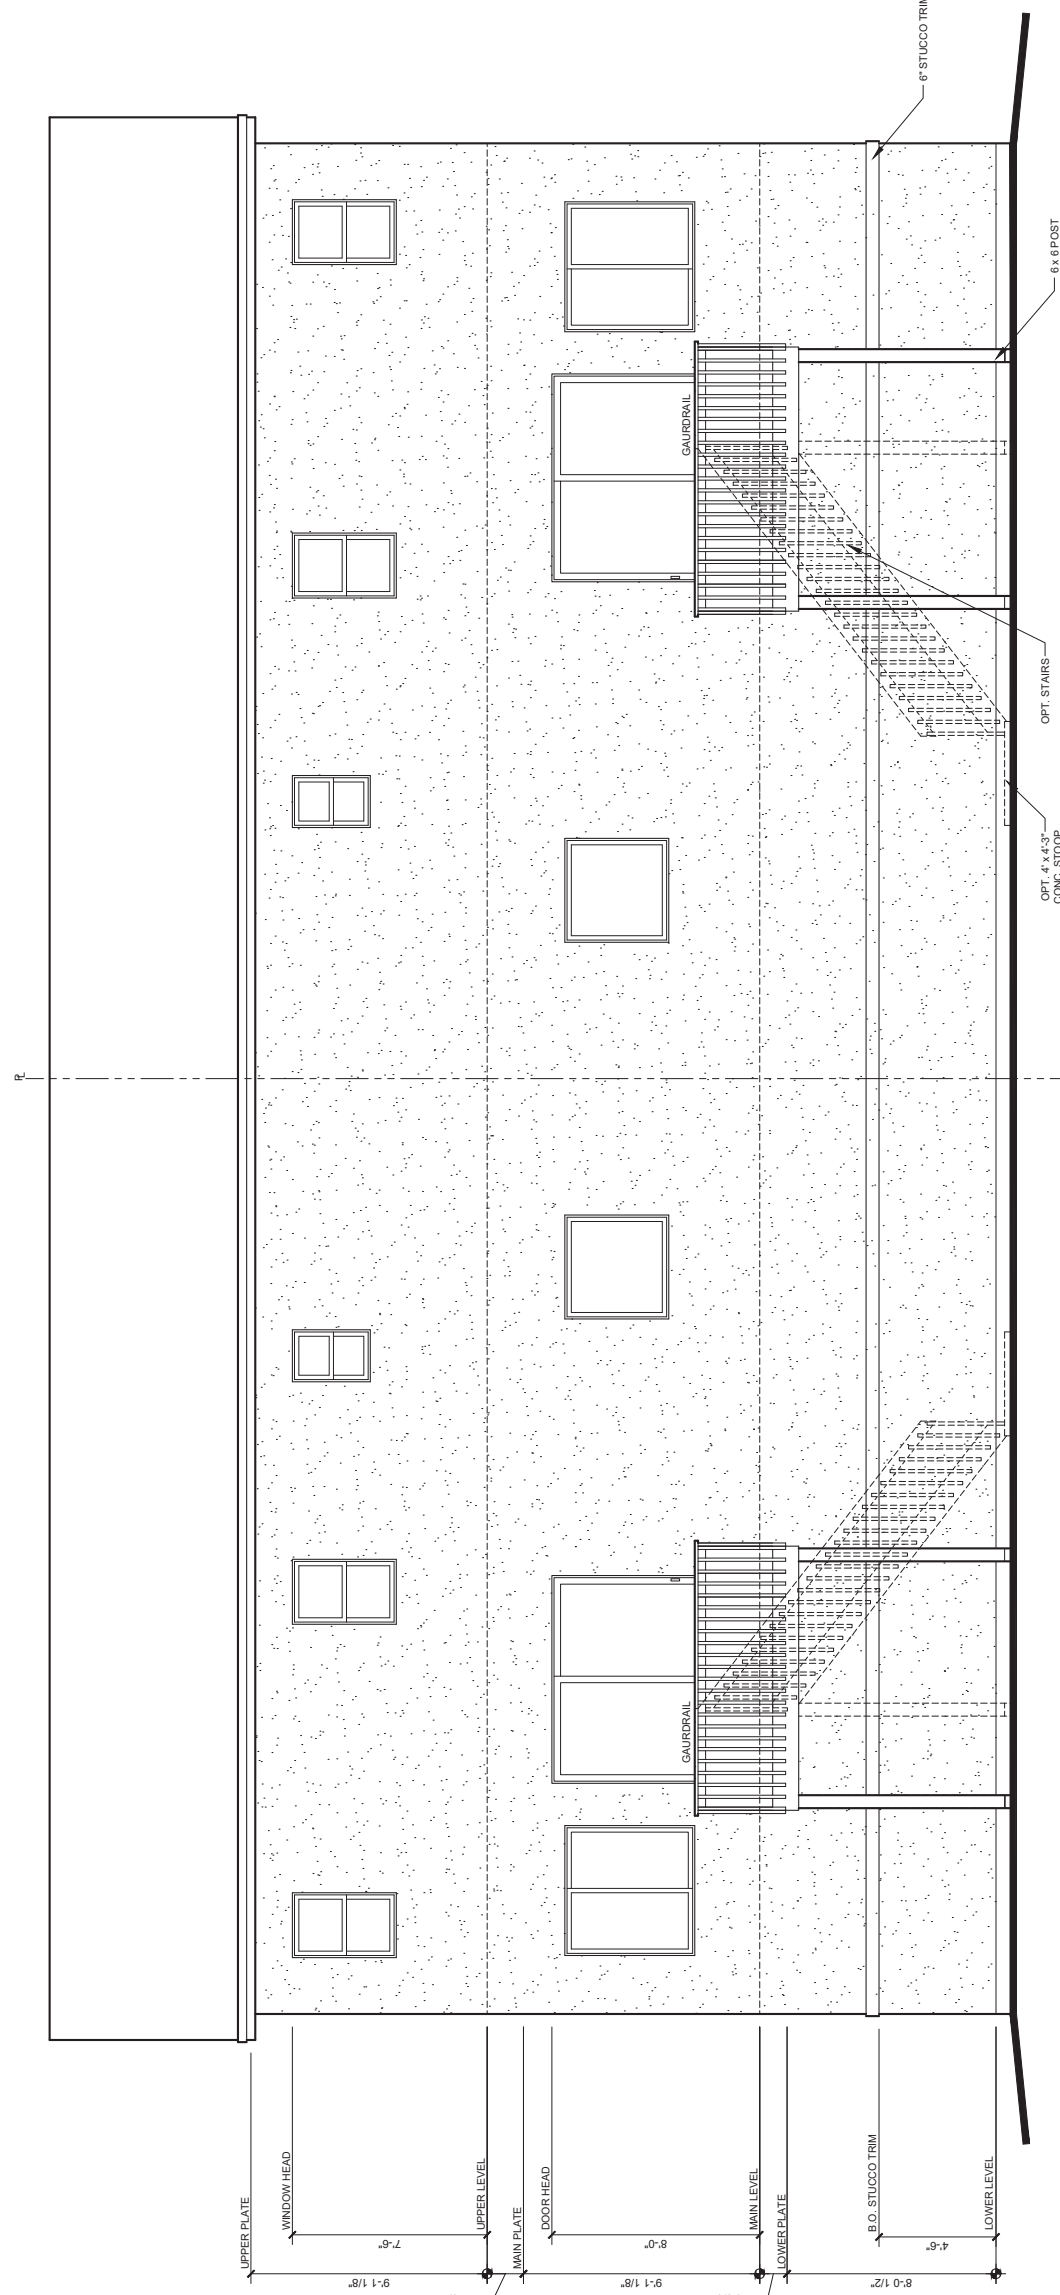 UPPER PLATE
WINDOW HEAD
UPPER LEVEL
MAIN PLATE
DOOR HEAD
MAIN LEVEL
LOWER PLATE
B.O. STUCCO TRIM
LOWER LEVEL
9'-1 1/8"
7'-6"
9'-1 1/8"
8'-0"
8'-0 1/2"
4'-6"
GAURDRAIL
GAURDRAIL
PL
OPT. 4' x 4'-3"
CONC. STOOP
OPT. STAIRS
6 x 6 POST
6" STUCCO TRIM